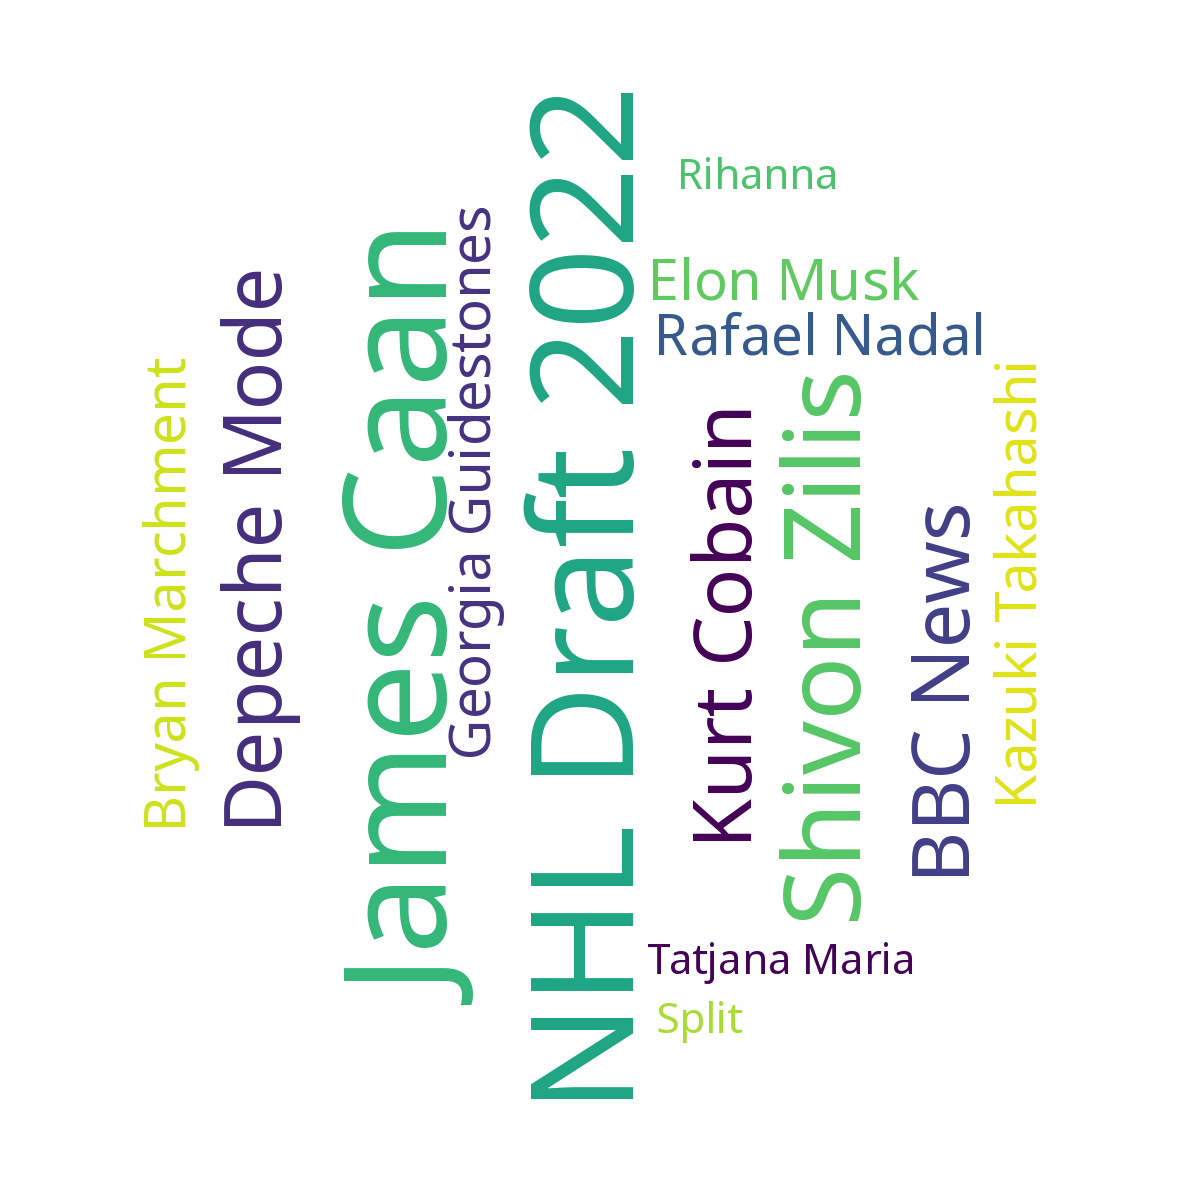 Bryan Marchment
Depeche Mode
James Caan
Georgia Guidestones
NHL Draft 2022
Rihanna
Elon Musk
Rafael Nadal
Kurt Cobain
Shivon Zilis
BBC News
Kazuki Takahashi
Tatjana Maria
Split